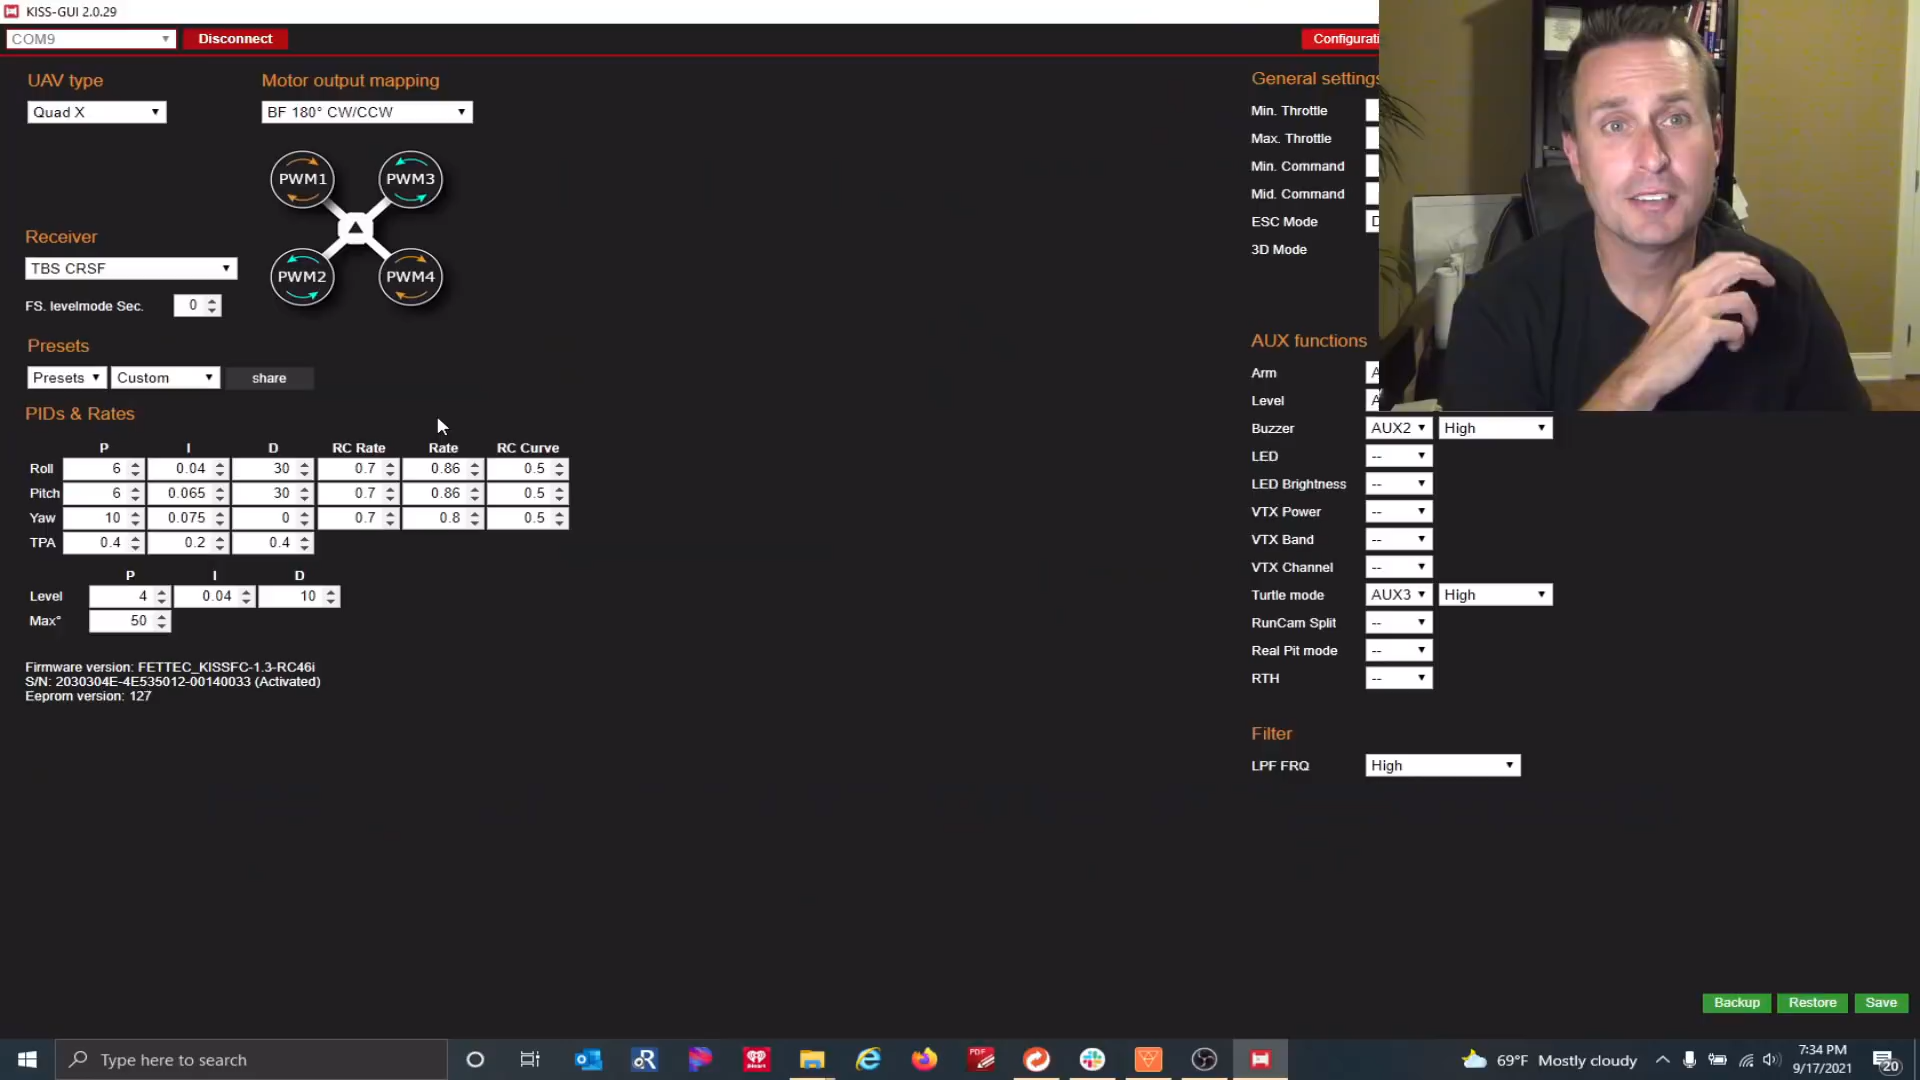 KISS-GUI 2.0.29
COM9
Disconnect
Configurati
UAV type
Quad X
Motor output mapping
BF 180° CW/CCW
PWM1
PWM3
PWM2
PWM4
Receiver
TBS CRSF
FS. levelmode Sec. 0
Presets
Presets Custom share
PIDs & Rates
P I D RC Rate Rate RC Curve
Roll 6 0.04 30 0.7 0.86 0.5
Pitch 6 0.065 30 0.7 0.86 0.5
Yaw 10 0.075 0 0.7 0.8 0.5
TPA 0.4 0.2 0.4
P I D
Level 4 0.04 10
Max° 50
Firmware version: FETTEC_KISSFC-1.3-RC46i
S/N: 2030304E-4E535012-00140033 (Activated)
Eeprom version: 127
General settings
Min. Throttle
Max. Throttle
Min. Command
Mid. Command
ESC Mode D
3D Mode
AUX functions
Arm A
Level A
Buzzer AUX2 High
LED --
LED Brightness --
VTX Power --
VTX Band --
VTX Channel --
Turtle mode AUX3 High
RunCam Split --
Real Pit mode --
RTH --
Filter
LPF FRQ High
Backup Restore Save
Type here to search
69°F Mostly cloudy
7:34 PM
9/17/2021
20